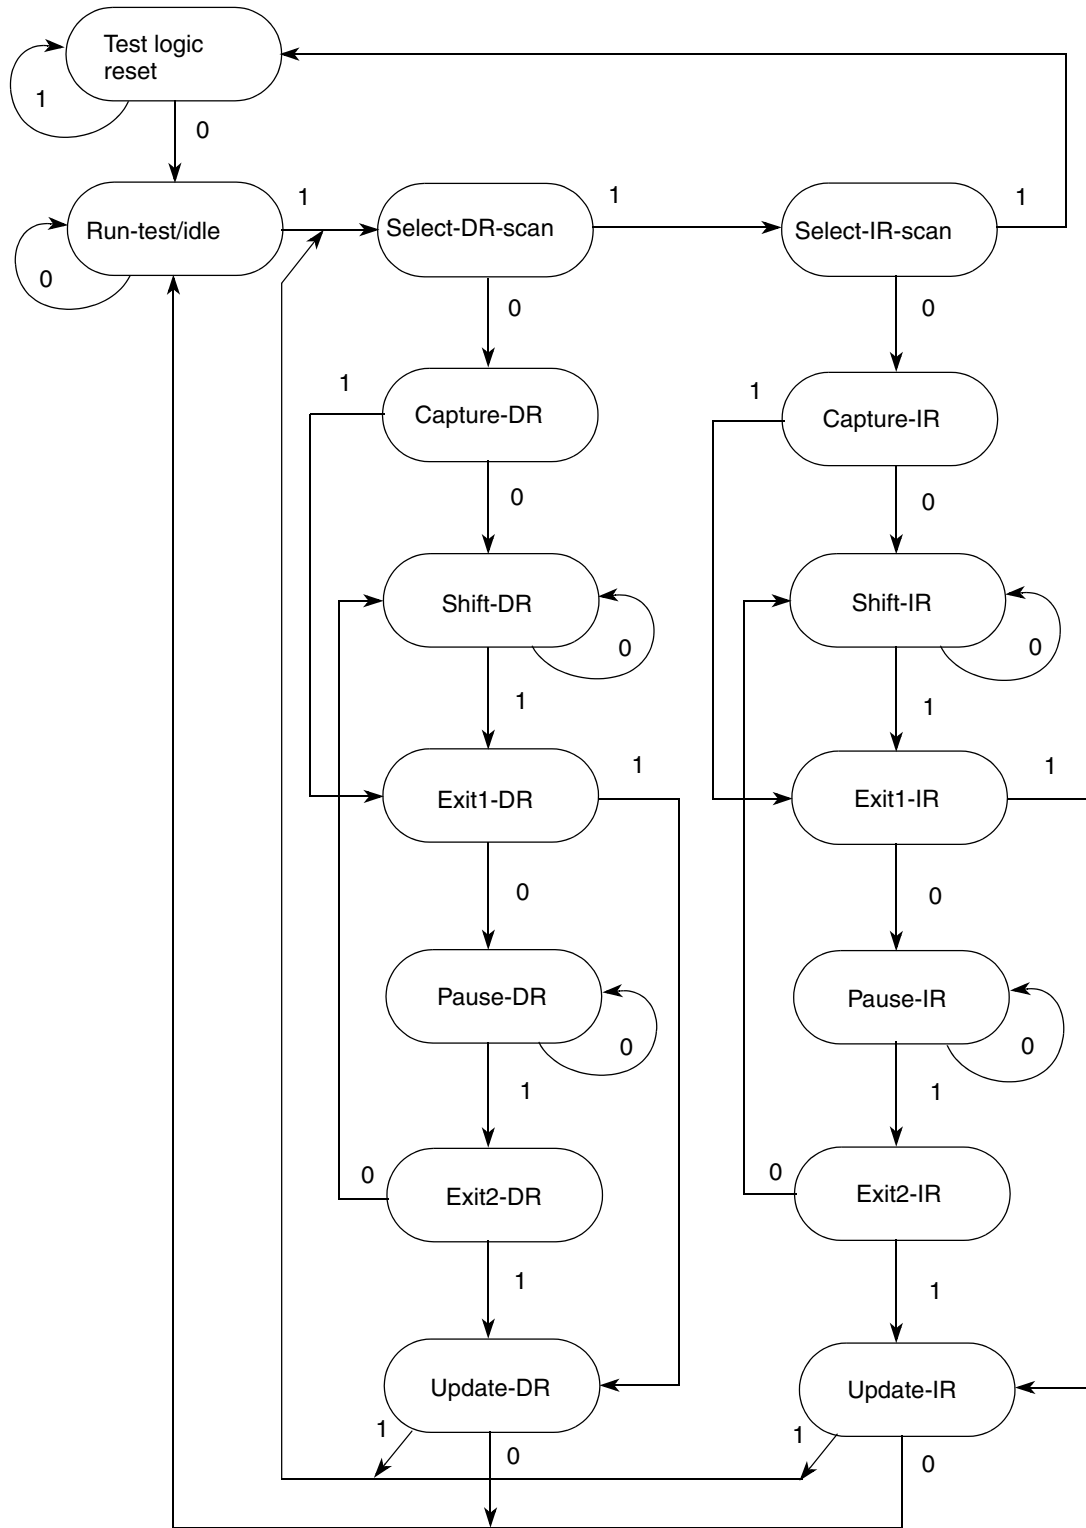 Test logic
reset
1
0
Run-test/idle
0
1
Select-DR-scan
1
Select-IR-scan
1
0
0
1
Capture-DR
0
1
Capture-IR
0
Shift-DR
0
1
Shift-IR
0
1
Exit1-DR
1
0
Exit1-IR
1
0
Pause-DR
0
1
Pause-IR
0
1
0
Exit2-DR
1
0
Exit2-IR
1
Update-DR
1
0
Update-IR
1
0